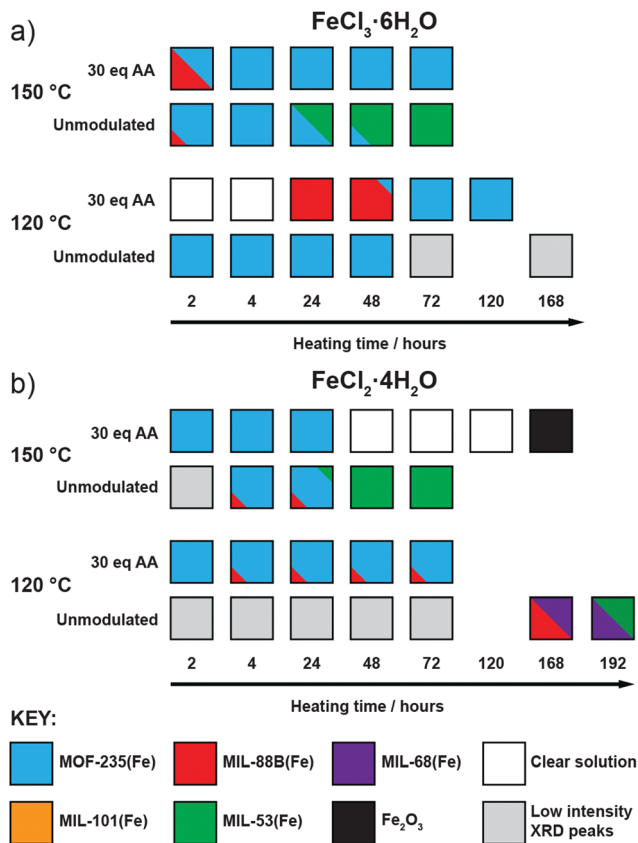 a)
FeCl₃·6H₂O
150 °C
30 eq AA
Unmodulated
120 °C
30 eq AA
Unmodulated
2 4 24 48 72 120 168
Heating time / hours
b)
FeCl₂·4H₂O
150 °C
30 eq AA
Unmodulated
120 °C
30 eq AA
Unmodulated
2 4 24 48 72 120 168 192
Heating time / hours
KEY:
MOF-235(Fe) MIL-88B(Fe) MIL-68(Fe) Clear solution
MIL-101(Fe) MIL-53(Fe) Fe₂O₃ Low intensity
XRD peaks